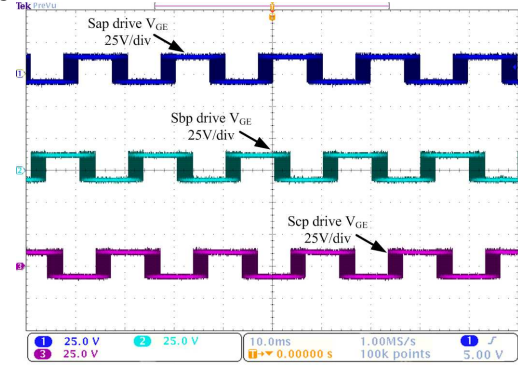 Tek PreVu
Sap drive VGE
25V/div
Sbp drive VGE
25V/div
Scp drive VGE
25V/div
1
2
3
1 25.0 V 2 25.0 V
3 25.0 V
10.0ms 1.00MS/s
T→▼ 0.00000 s 100k points
1 ∫
5.00 V